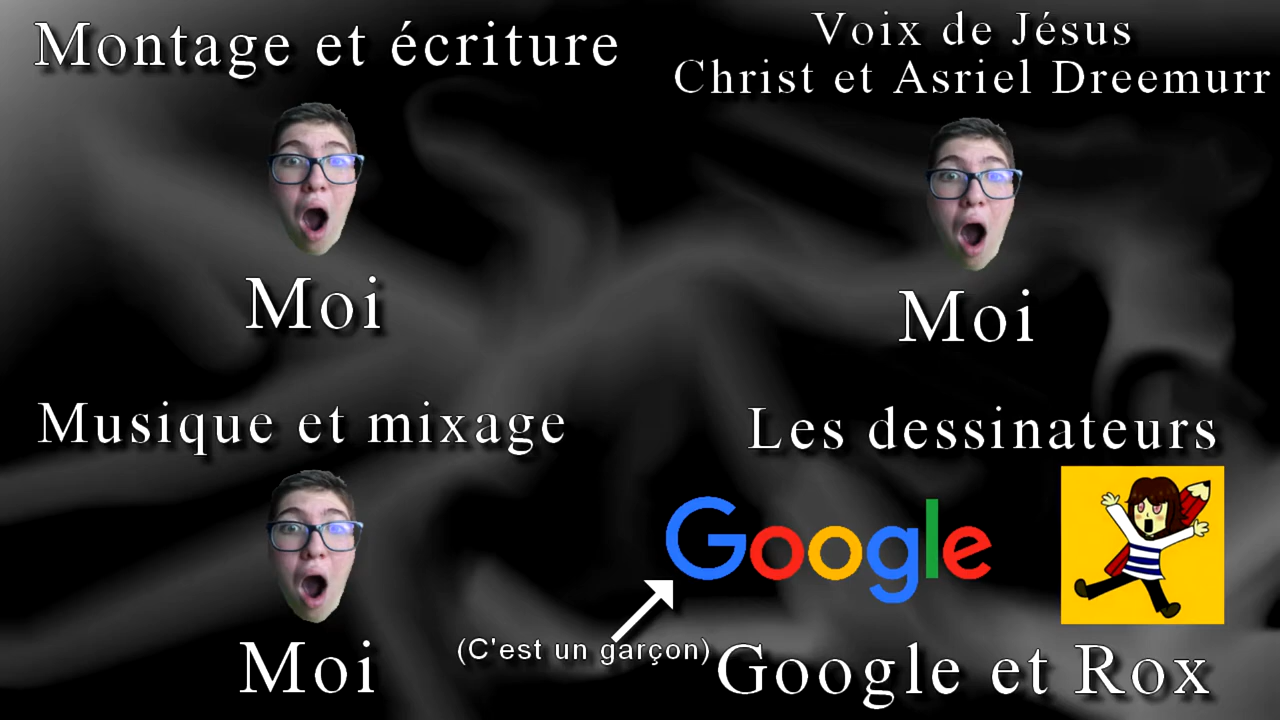 Montage et écriture
Moi
Voix de Jésus
Christ et Asriel Dreemurr
Moi
Musique et mixage
Moi
Les dessinateurs
Google
(C'est un garçon)
Google et Rox